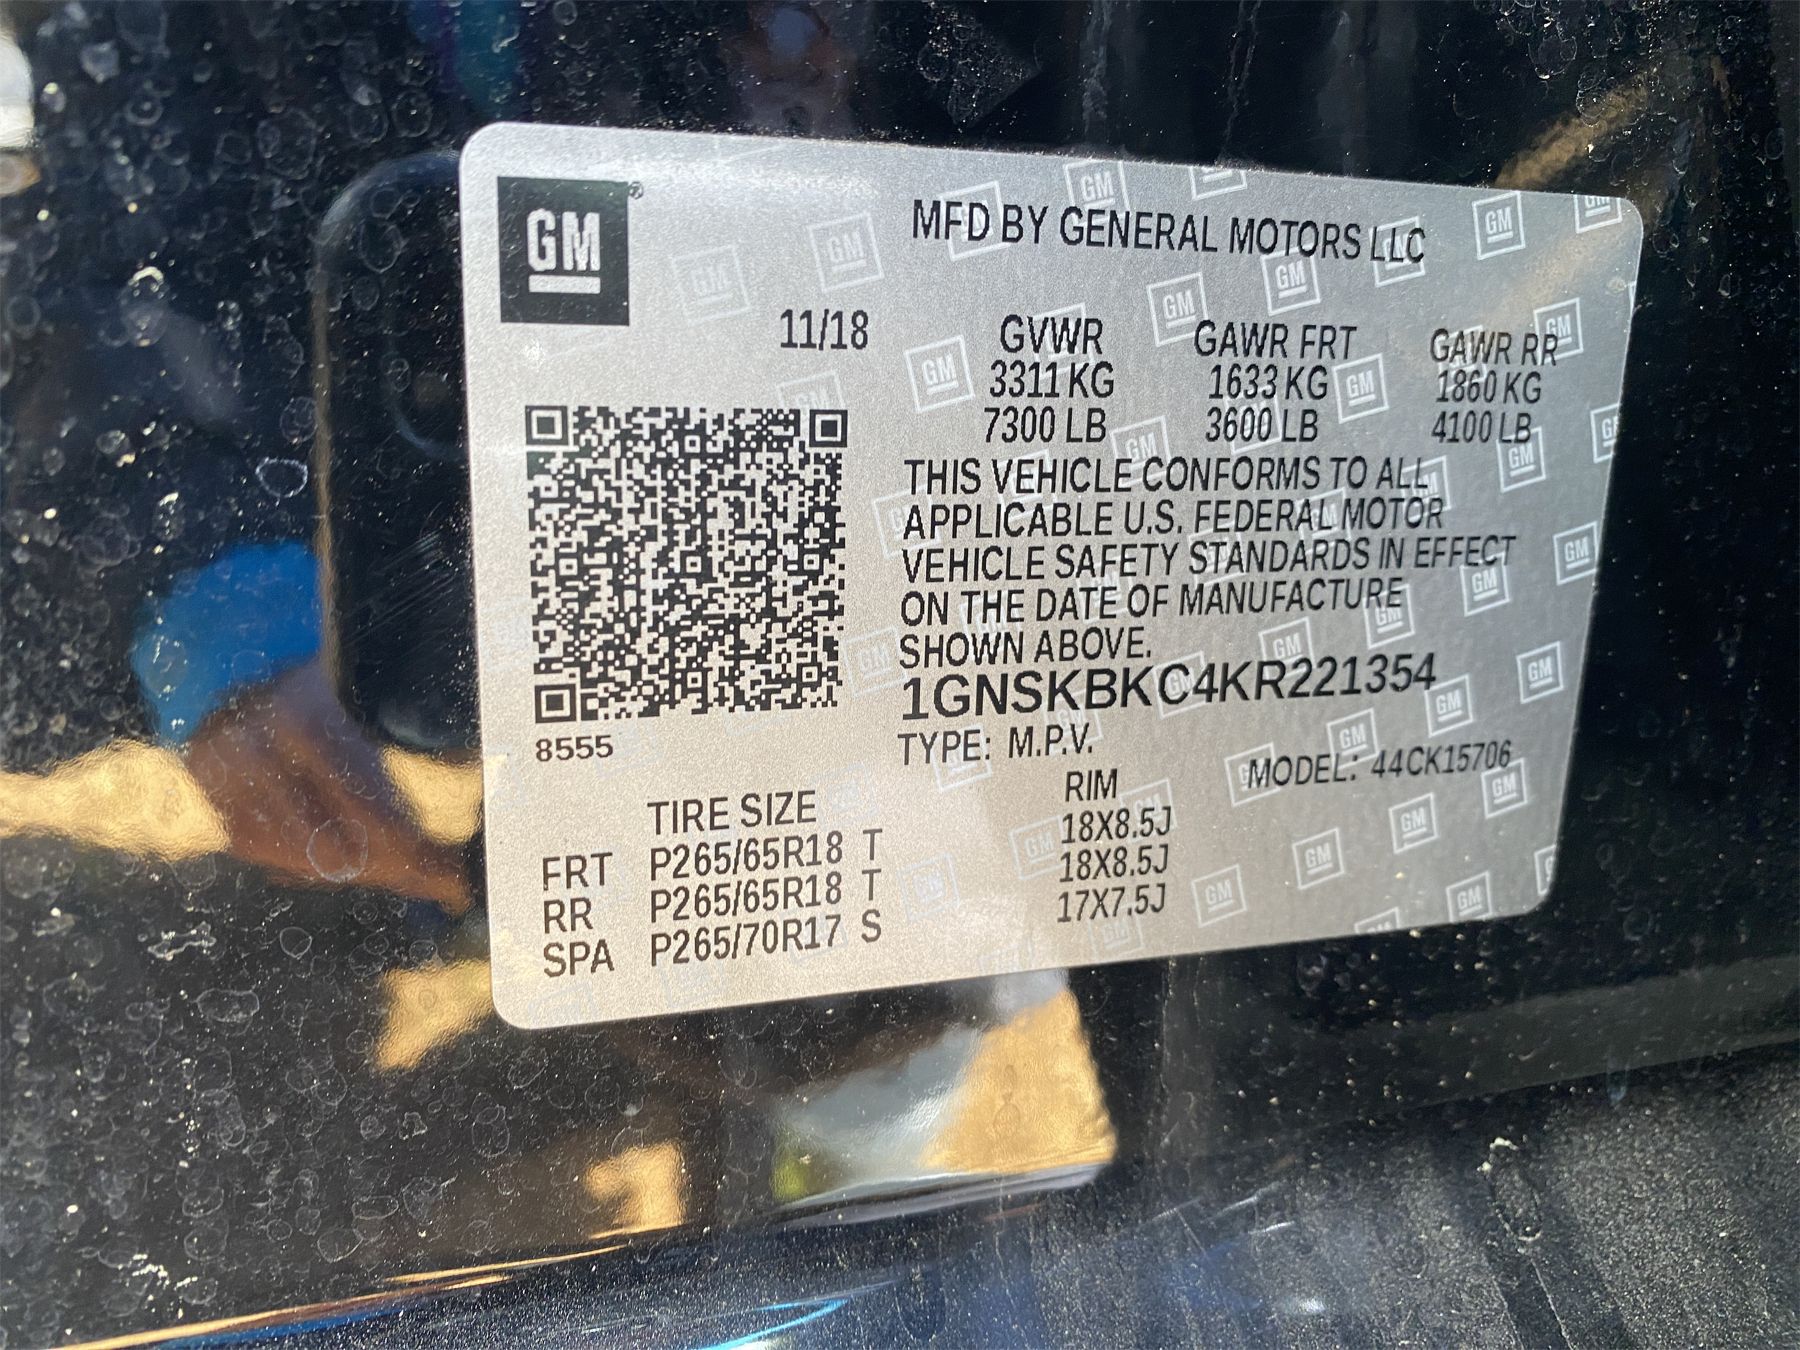 GM
MFD BY GENERAL MOTORS LLC
11/18
GVWR GAWR FRT GAWR RR
3311 KG 1633 KG 1860 KG
7300 LB 3600 LB 4100 LB
THIS VEHICLE CONFORMS TO ALL
APPLICABLE U.S. FEDERAL MOTOR
VEHICLE SAFETY STANDARDS IN EFFECT
ON THE DATE OF MANUFACTURE
SHOWN ABOVE.
1GNSKBKC4KR221354
8555
TYPE: M.P.V. MODEL: 44CK15706
TIRE SIZE RIM
FRT P265/65R18 T 18X8.5J
RR P265/65R18 T 18X8.5J
SPA P265/70R17 S 17X7.5J